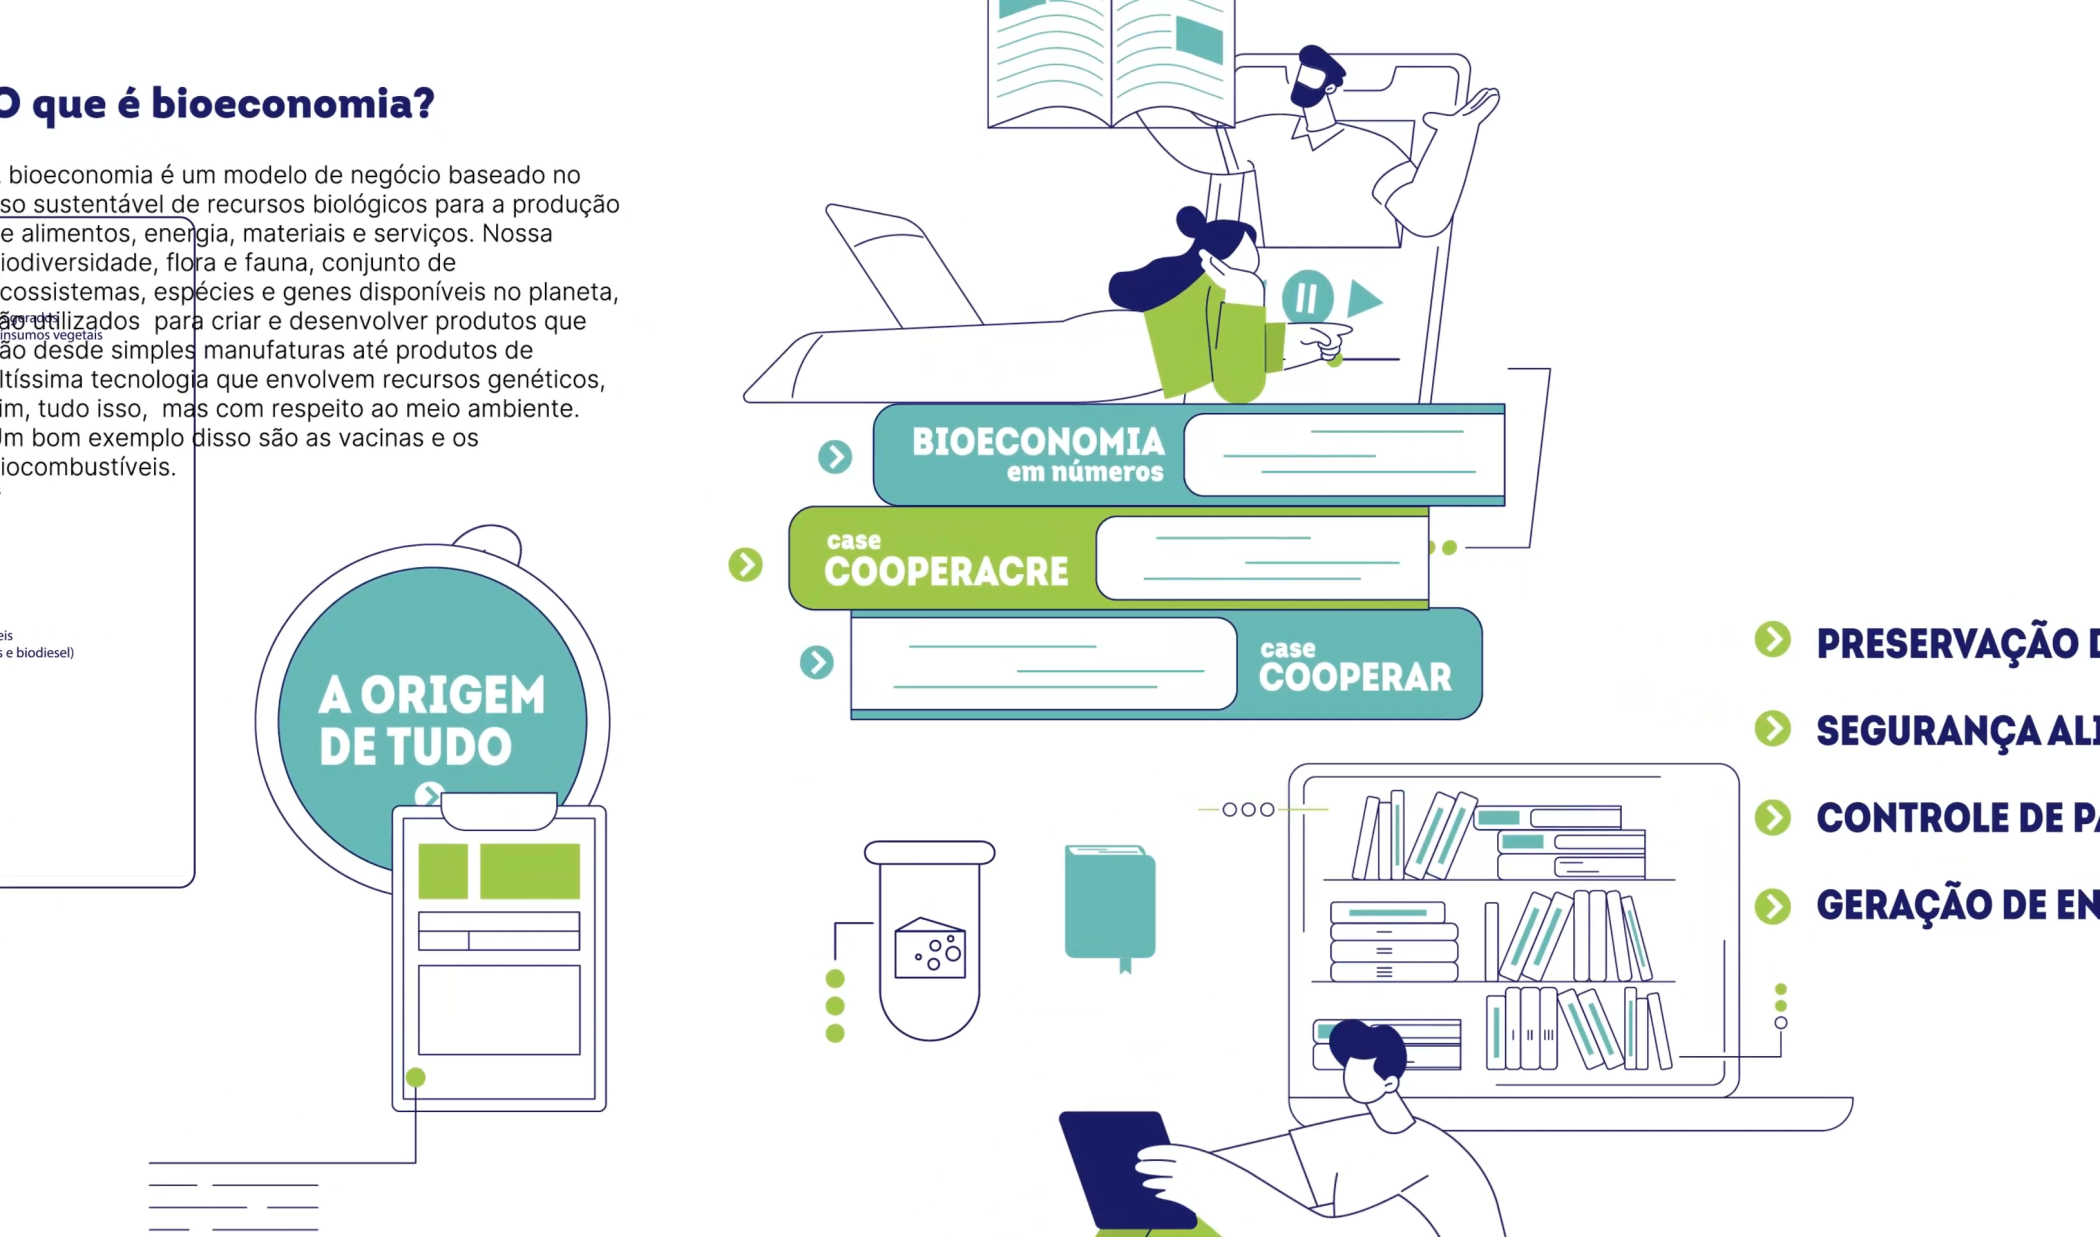 O que é bioeconomia?
bioeconomia é um modelo de negócio baseado no
so sustentável de recursos biológicos para a produção
e alimentos, energia, materiais e serviços. Nossa
iodiversidade, flora e fauna, conjunto de
cossistemas, espécies e genes disponíveis no planeta,
ão utilizados  para criar e desenvolver produtos que
ão desde simples manufaturas até produtos de
ltíssima tecnologia que envolvem recursos genéticos,
im, tudo isso,  mas com respeito ao meio ambiente.
Um bom exemplo disso são as vacinas e os
iocombustíveis.
gerados
insumos vegetais
eis
s e biodiesel)
A ORIGEM
DE TUDO
BIOECONOMIA
em números
case
COOPERACRE
case
COOPERAR
PRESERVAÇÃO D
SEGURANÇA ALI
CONTROLE DE PA
GERAÇÃO DE EN